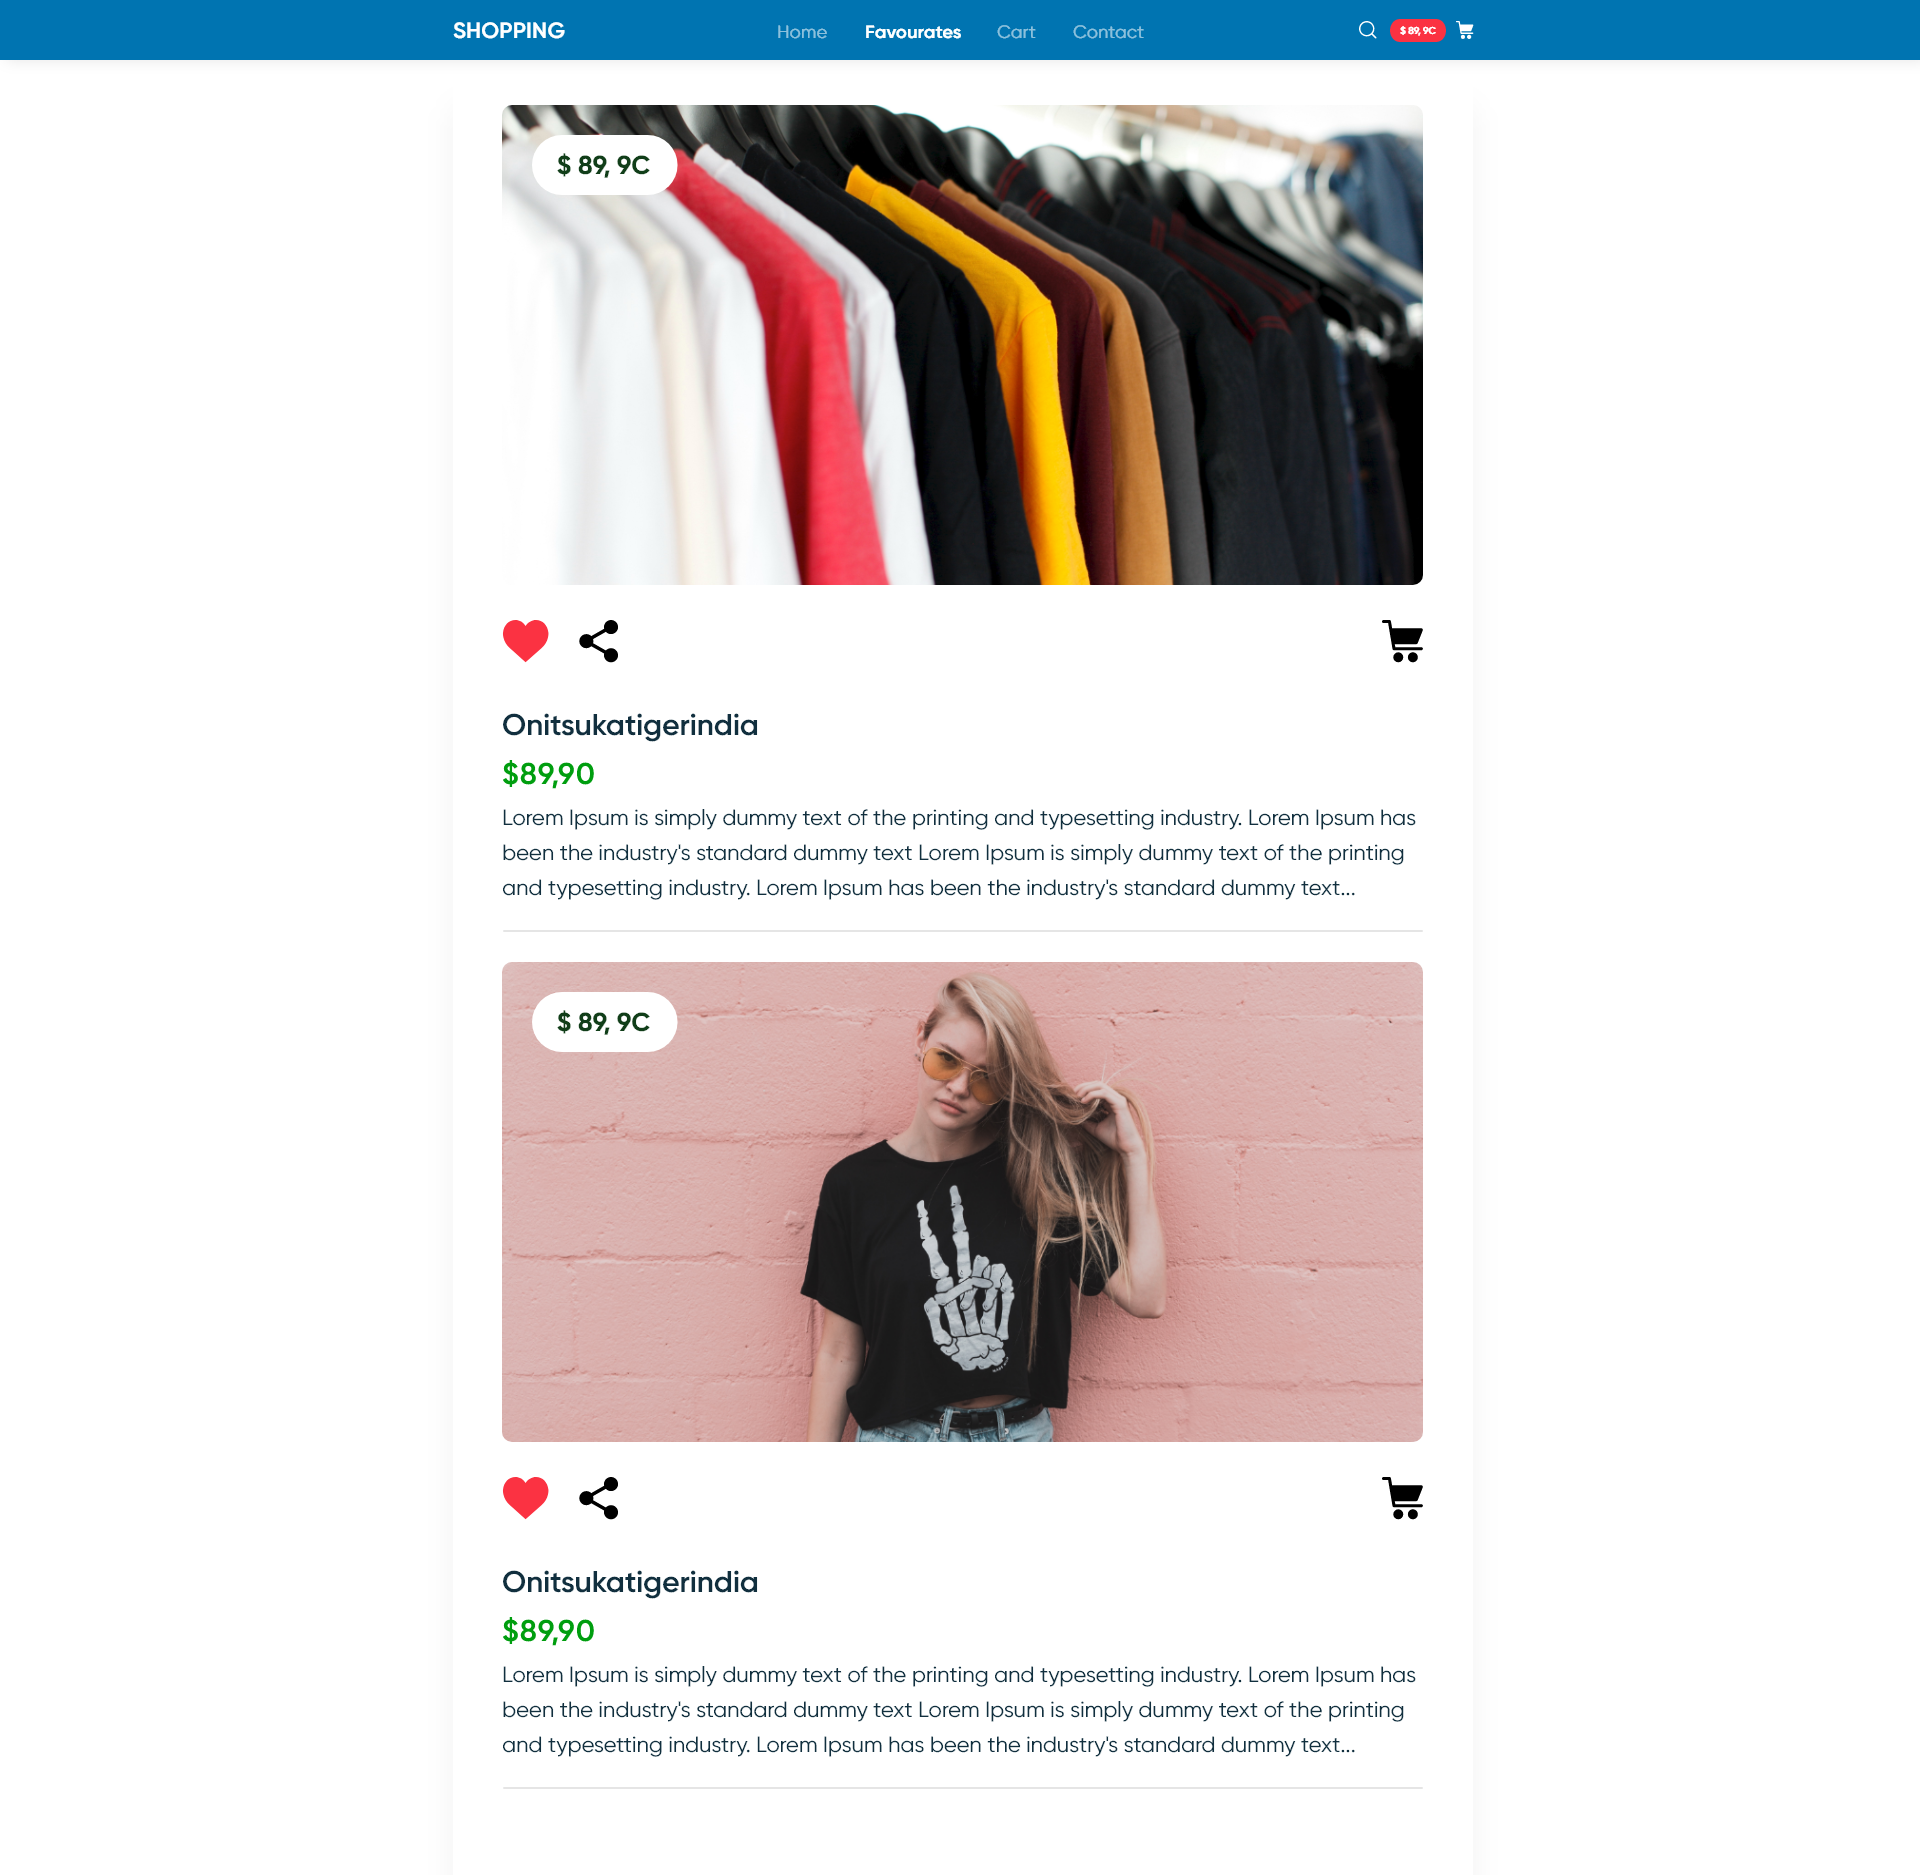 SHOPPING Home Favourates Cart Contact $ 89, 9C
$ 89, 9C
Onitsukatigerindia
$89,90
Lorem Ipsum is simply dummy text of the printing and typesetting industry. Lorem Ipsum has
been the industry's standard dummy text Lorem Ipsum is simply dummy text of the printing
and typesetting industry. Lorem Ipsum has been the industry's standard dummy text...
$ 89, 9C
Onitsukatigerindia
$89,90
Lorem Ipsum is simply dummy text of the printing and typesetting industry. Lorem Ipsum has
been the industry's standard dummy text Lorem Ipsum is simply dummy text of the printing
and typesetting industry. Lorem Ipsum has been the industry's standard dummy text...